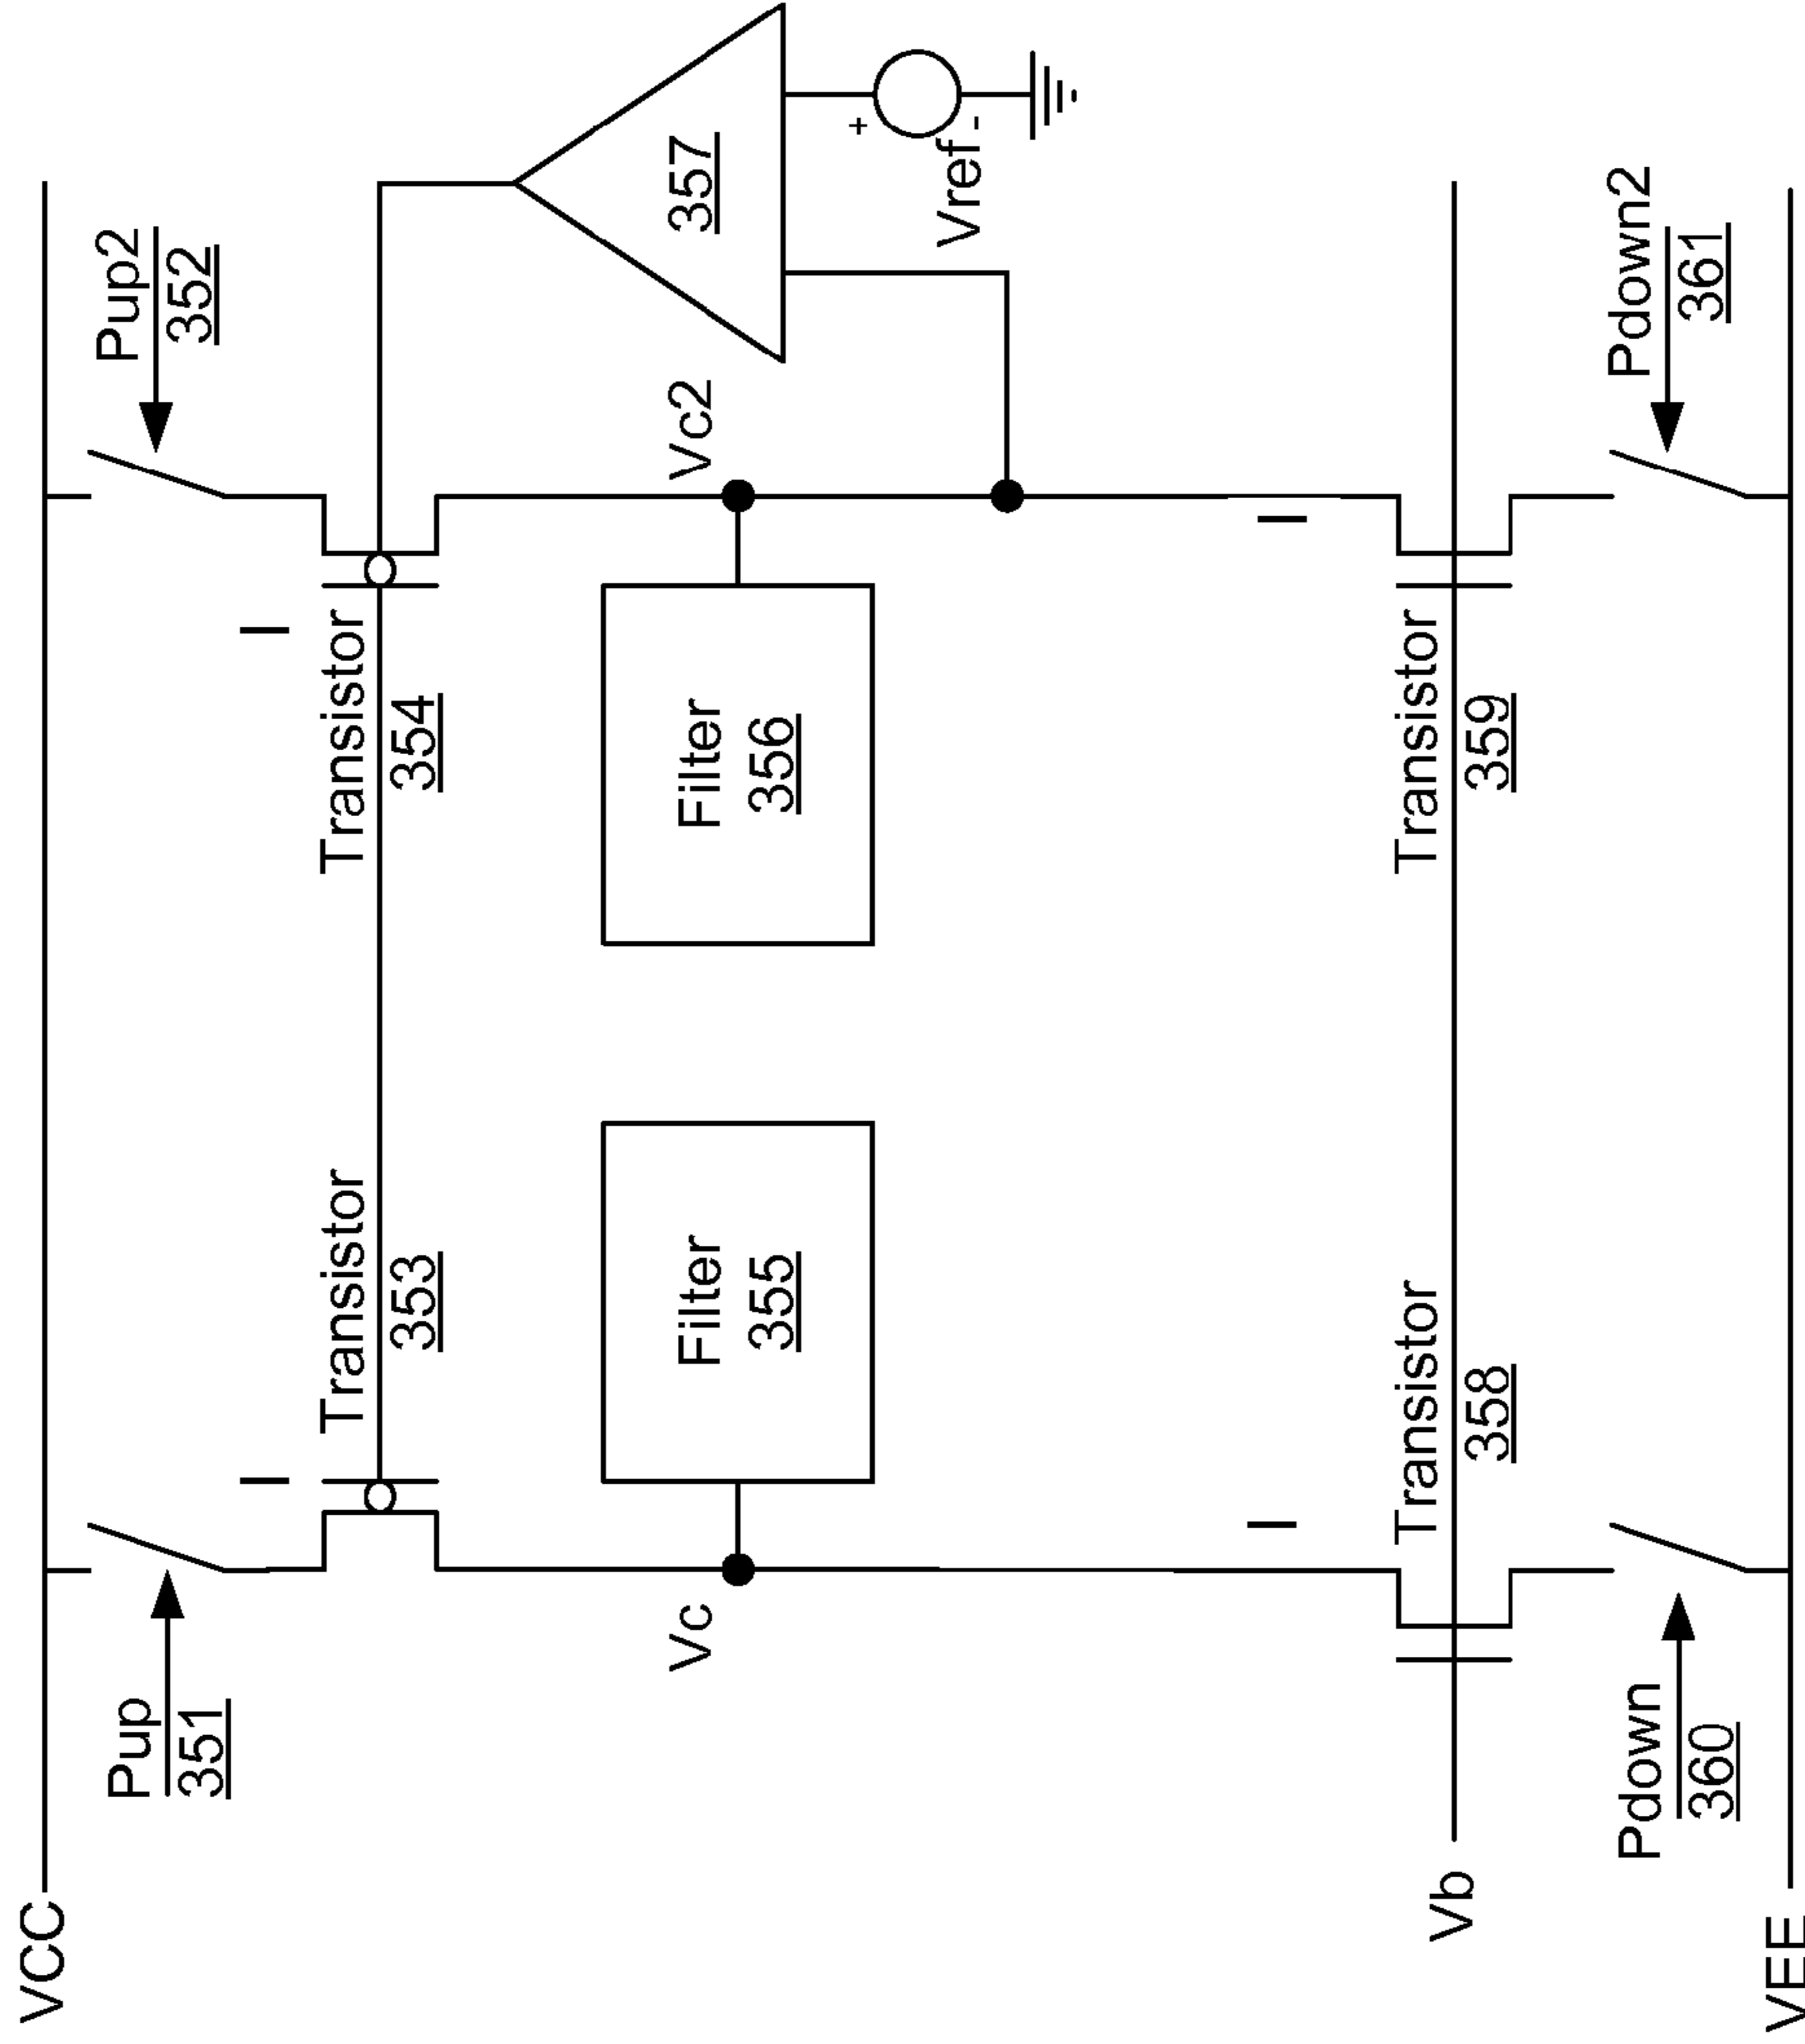 VCC
Pup
351
Pup2
352
I
I
Transistor
353
Transistor
354
Vc
Filter
355
Filter
356
Vc2
357
+
Vref -
I
I
Transistor
358
Transistor
359
Vb
Pdown
360
Pdown2
361
VEE